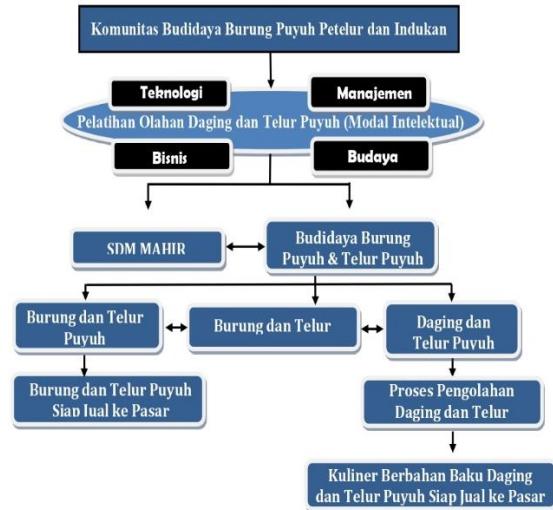 Komunitas Budidaya Burung Puyuh Petelur dan Indukan
Teknologi
Manajemen
Pelatihan Olahan Daging dan Telur Puyuh (Modal Intelektual)
Bisnis
Budaya
SDM MAHIR
Budidaya Burung
Puyuh & Telur Puyuh
Burung dan Telur
Puyuh
Burung dan Telur
Daging dan
Telur Puyuh
Burung dan Telur Puyuh
Siap Jual ke Pasar
Proses Pengolahan
Daging dan Telur
Kuliner Berbahan Baku Daging
dan Telur Puyuh Siap Jual ke Pasar